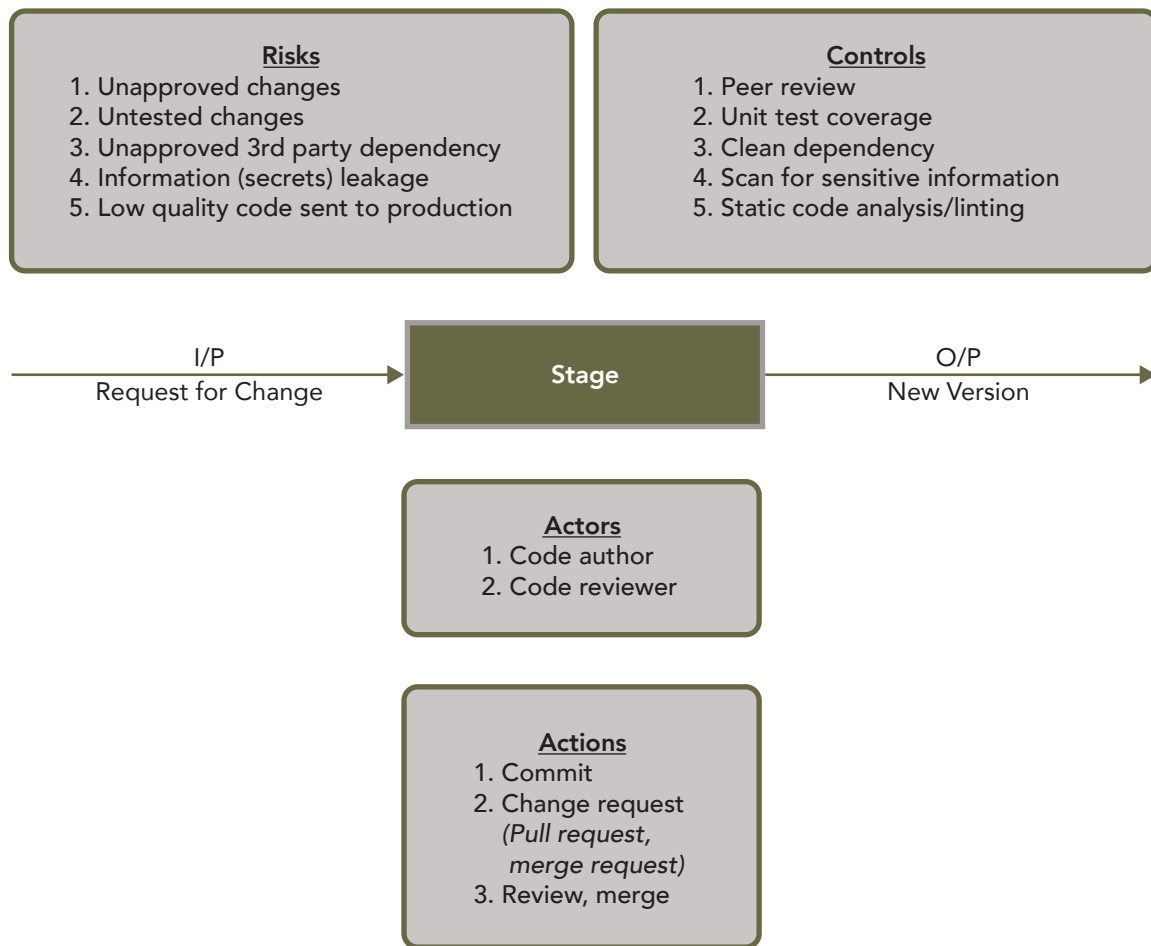 Risks
1. Unapproved changes
2. Untested changes
3. Unapproved 3rd party dependency
4. Information (secrets) leakage
5. Low quality code sent to production
Controls
1. Peer review
2. Unit test coverage
3. Clean dependency
4. Scan for sensitive information
5. Static code analysis/linting
I/P
Request for Change
Stage
O/P
New Version
Actors
1. Code author
2. Code reviewer
Actions
1. Commit
2. Change request
(Pull request,
merge request)
3. Review, merge